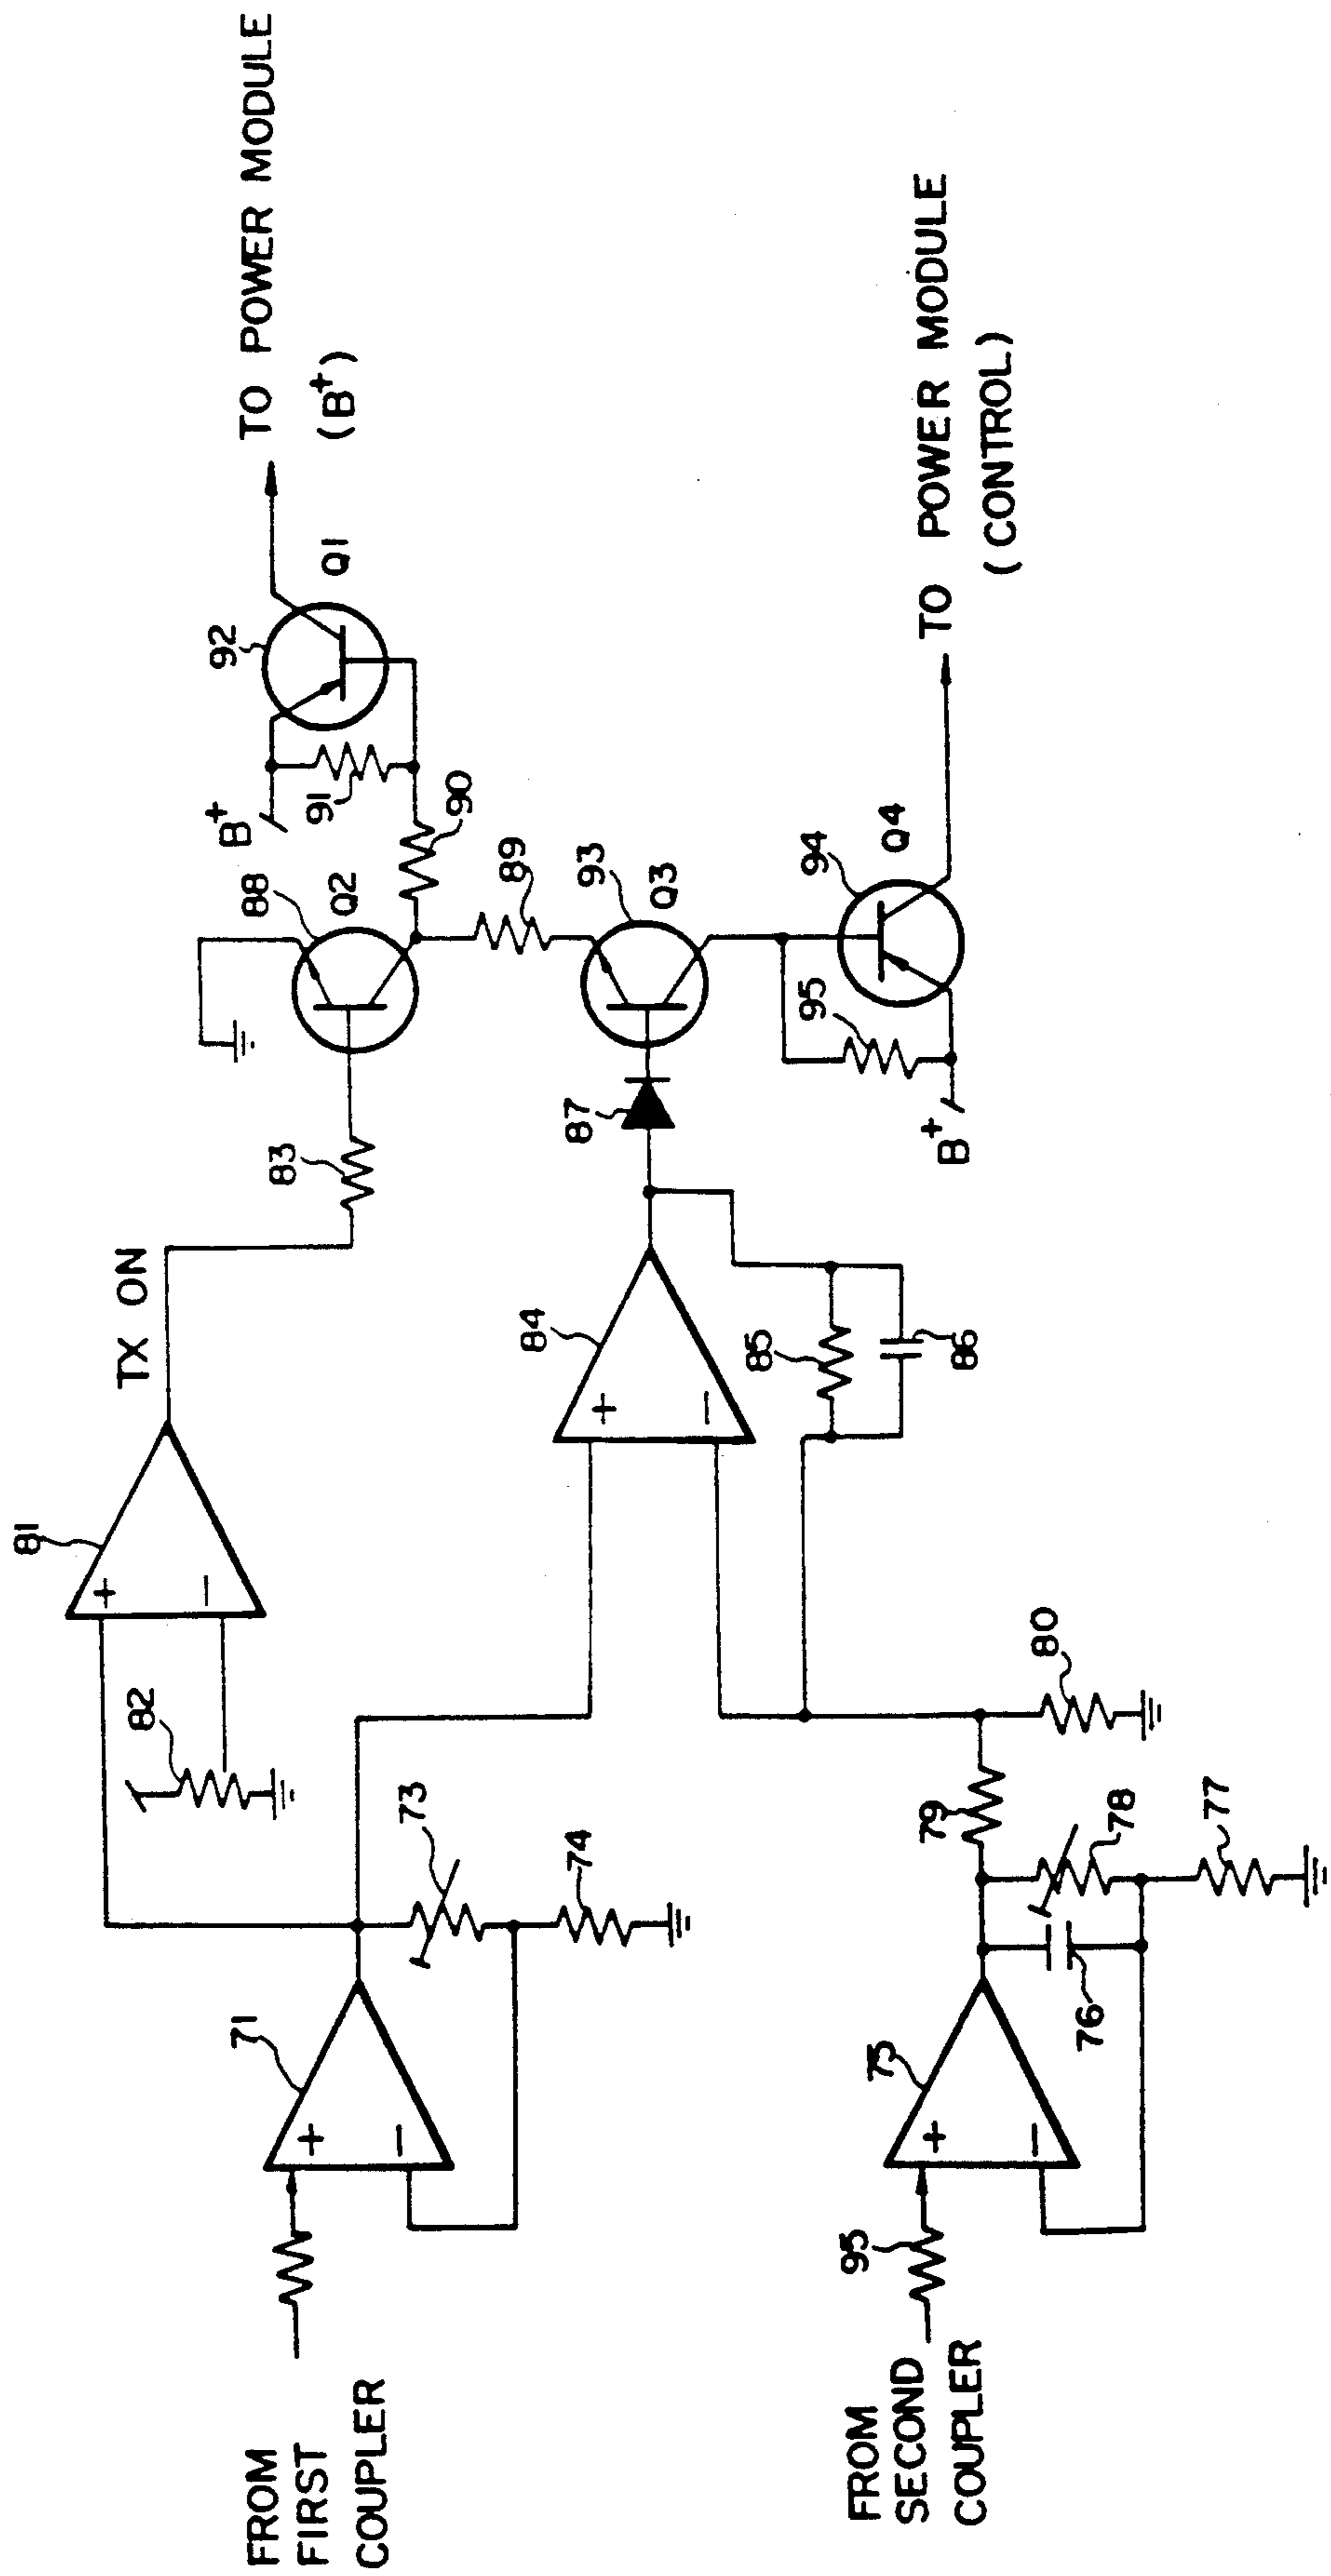 FROM
FIRST
COUPLER
71
+
−
73
74
82
81
+
−
TX ON
83
88
Q2
B+
91
90
92
Q1
TO POWER MODULE
(B+)
89
93
Q3
84
+
−
87
85
86
95
B+
94
Q4
TO POWER MODULE
(CONTROL)
FROM
SECOND
COUPLER
95
75
+
−
76
79
78
77
80